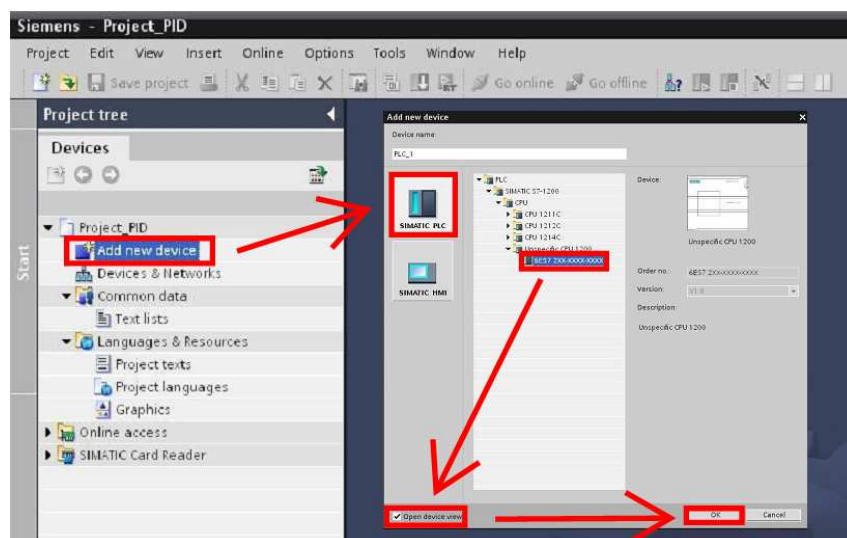 Siemens - Project_PID
Project Edit View Insert Online Options Tools Window Help
Save project Go online Go offline
Project tree
Devices
Start
Project_PID
Add new device
Devices & Networks
Common data
Text lists
Languages & Resources
Project texts
Project languages
Graphics
Online access
SIMATIC Card Reader
Add new device
Device name:
PLC_1
SIMATIC PLC
SIMATIC HMI
PLC
SIMATIC S7-1200
CPU
CPU 1211C
CPU 1212C
CPU 1214C
Unspecific CPU 1200
6ES7 2XX-XXXX-XXXX
Device:
Unspecific CPU 1200
Order no.: 6ES7 2XX-XXXX-XXXX
Version: V1.0
Description:
Unspecific CPU 1200
Open device view
OK Cancel